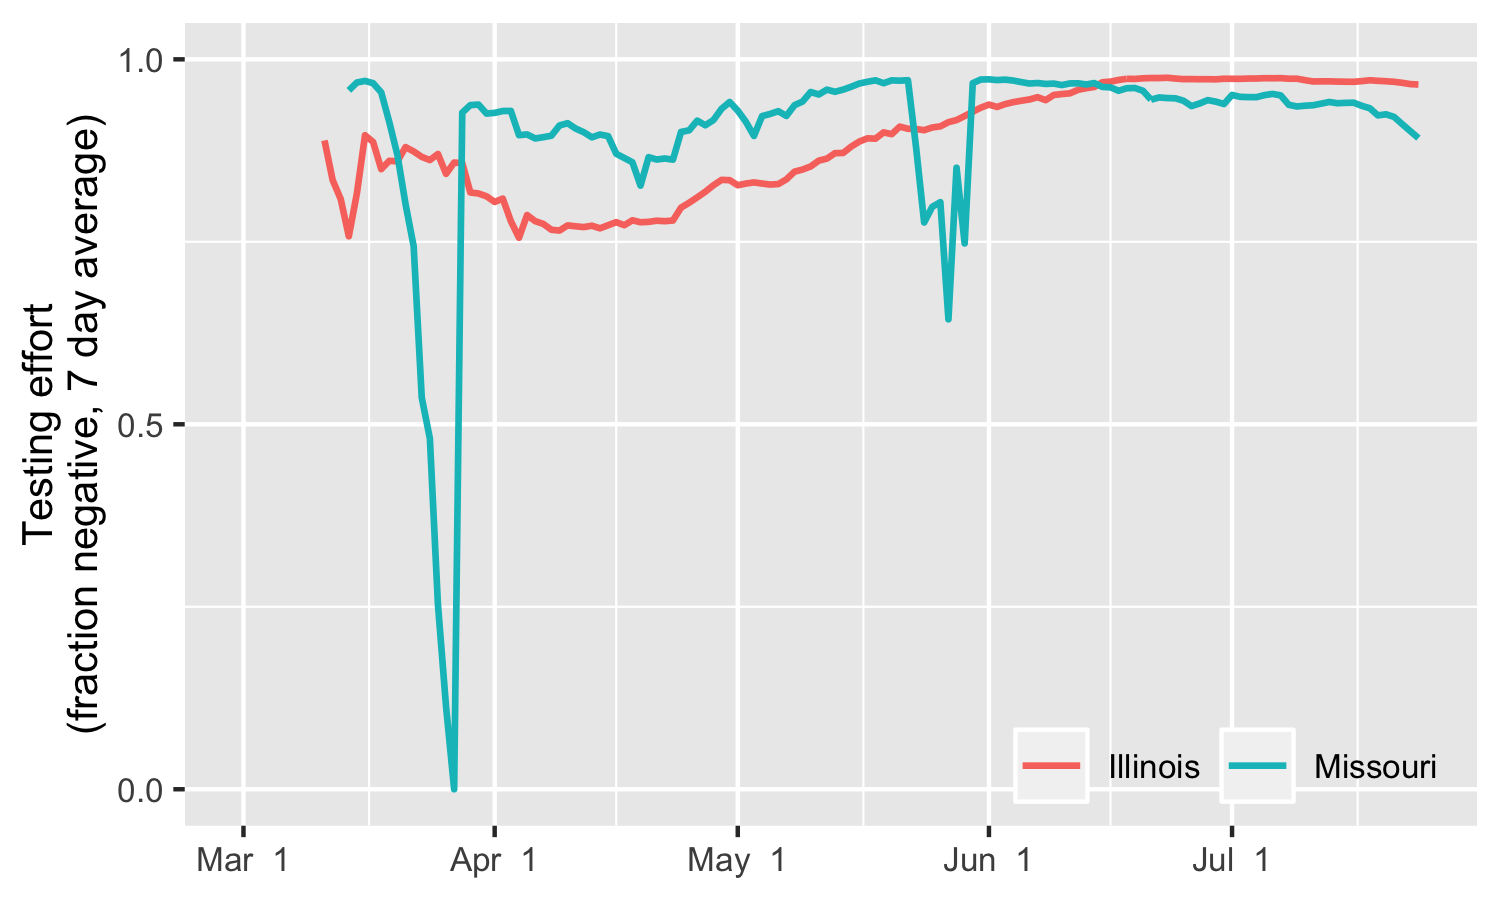 Testing effort
(fraction negative, 7 day average)
1.0
0.5
0.0
Mar 1 Apr 1 May 1 Jun 1 Jul 1
Illinois Missouri